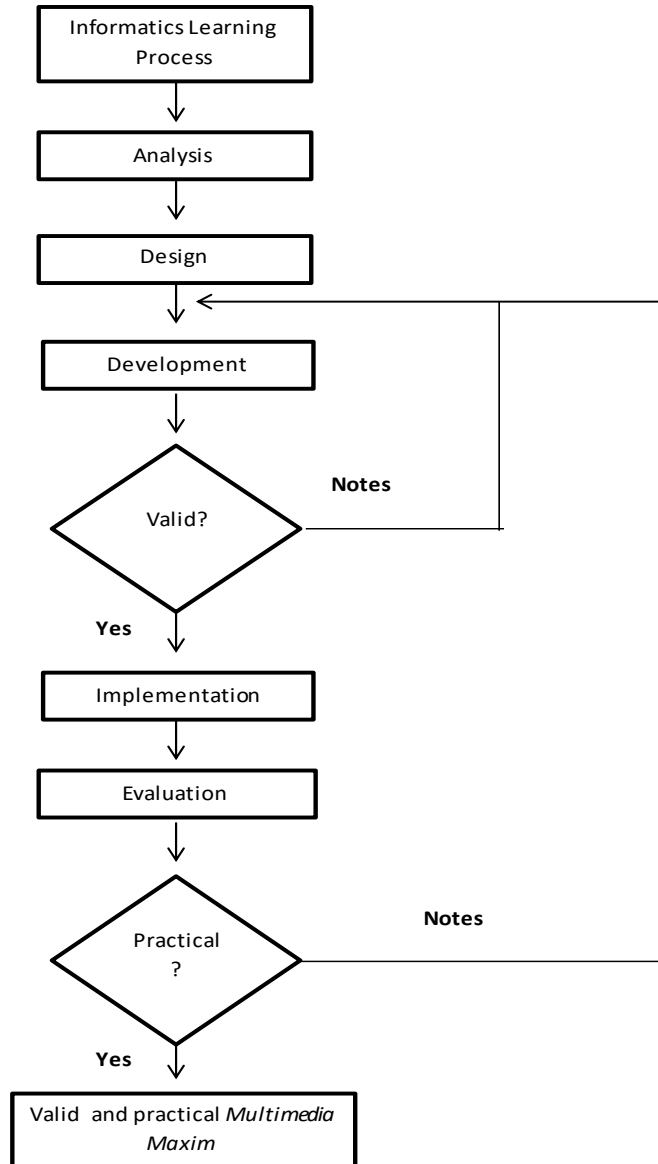 Informatics Learning
Process
Analysis
Design
Development
Valid?
Notes
Yes
Implementation
Evaluation
Practical
?
Notes
Yes
Valid and practical Multimedia
Maxim